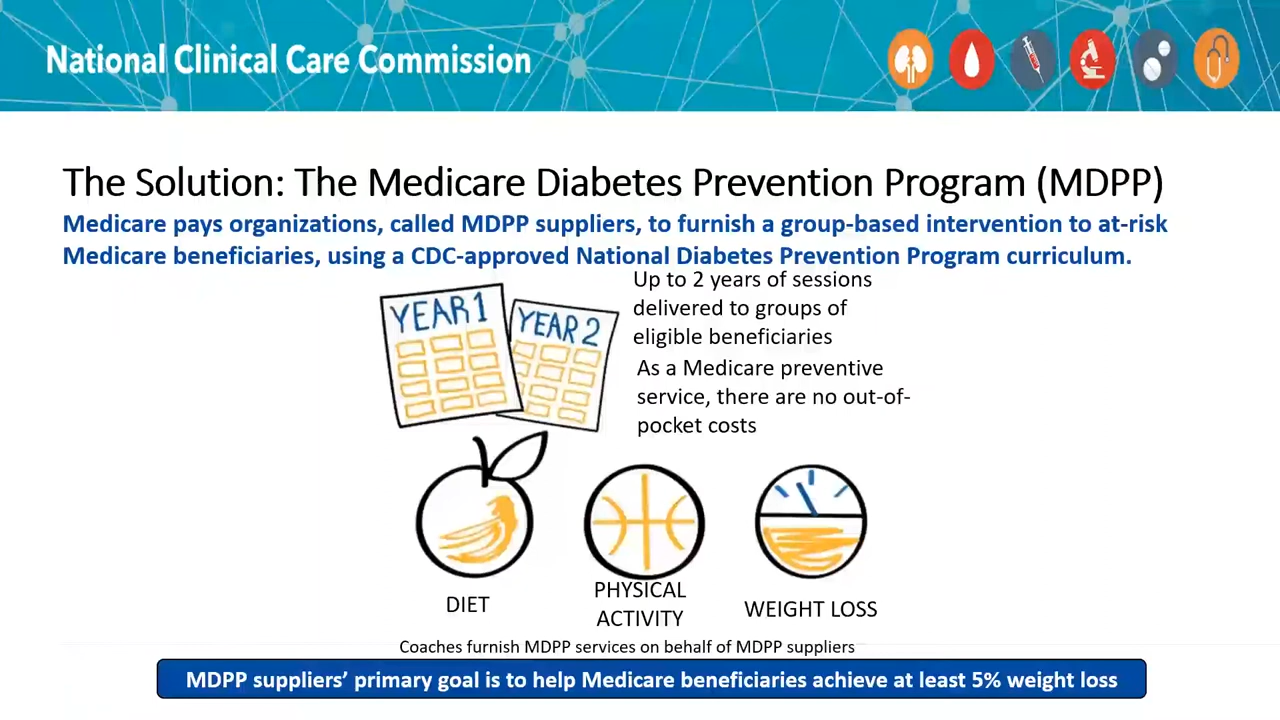 National Clinical Care Commission
The Solution: The Medicare Diabetes Prevention Program (MDPP)
Medicare pays organizations, called MDPP suppliers, to furnish a group-based intervention to at-risk
Medicare beneficiaries, using a CDC-approved National Diabetes Prevention Program curriculum.
Up to 2 years of sessions
delivered to groups of
eligible beneficiaries
YEAR 1
YEAR 2
As a Medicare preventive
service, there are no out-of-
pocket costs
DIET
PHYSICAL
ACTIVITY
WEIGHT LOSS
Coaches furnish MDPP services on behalf of MDPP suppliers
MDPP suppliers’ primary goal is to help Medicare beneficiaries achieve at least 5% weight loss